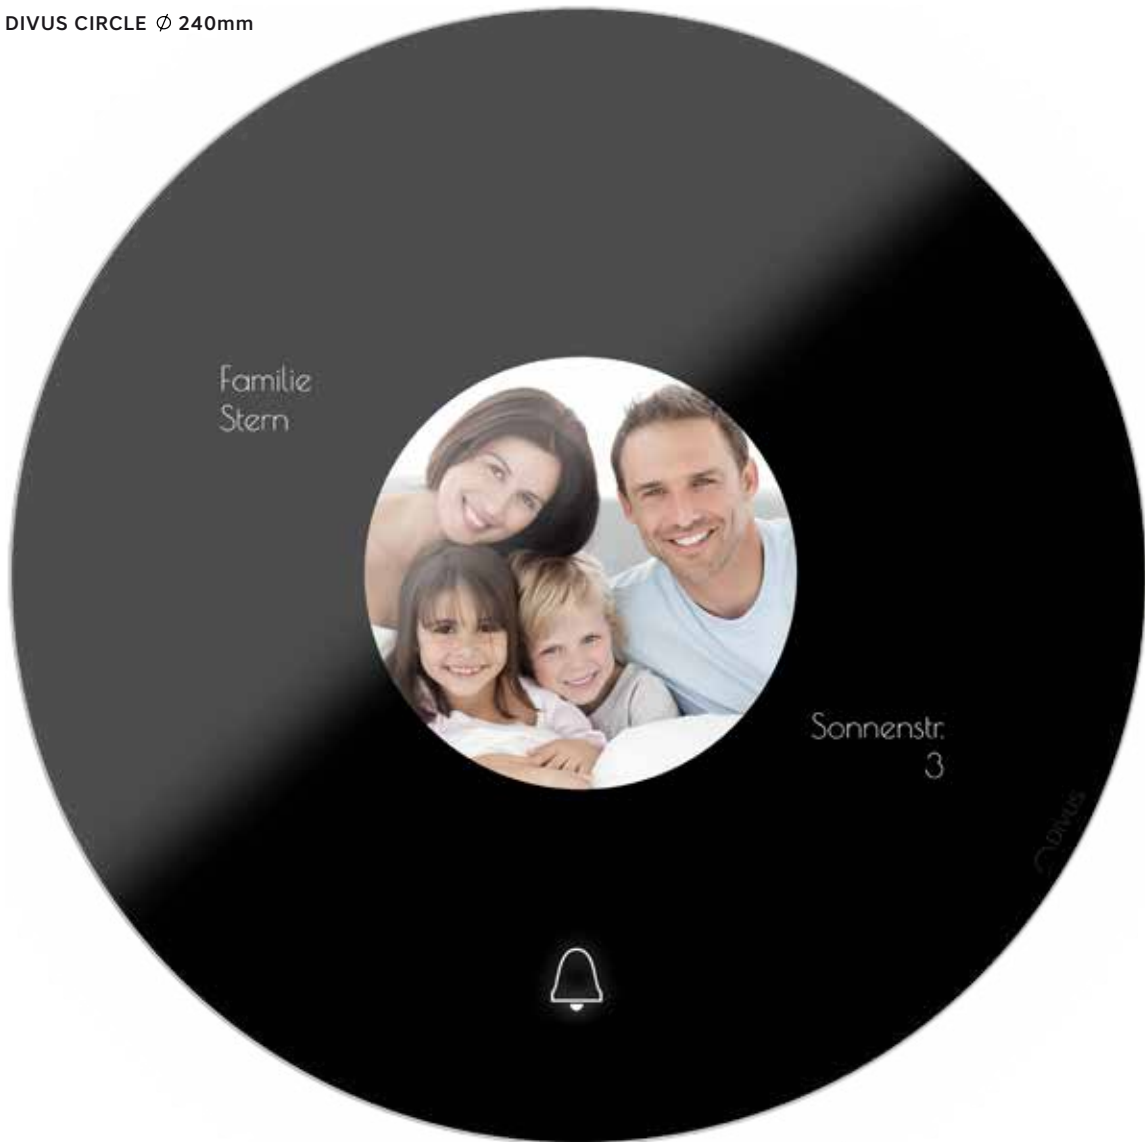 DIVUS CIRCLE Ø 240mm
Familie
Stern
Sonnenstr.
3
DIVUS